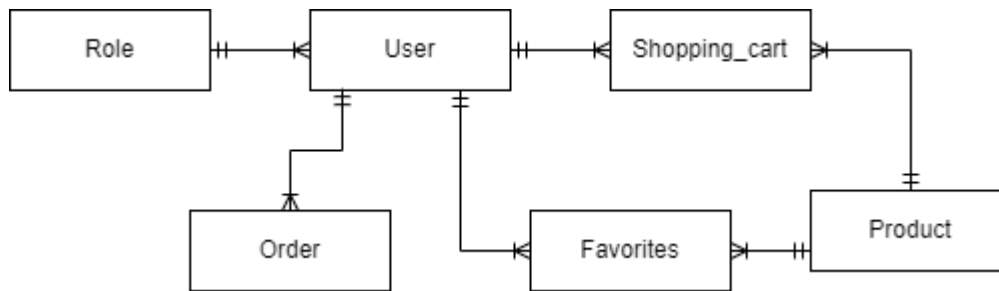 Role
User
Shopping_cart
Order
Favorites
Product